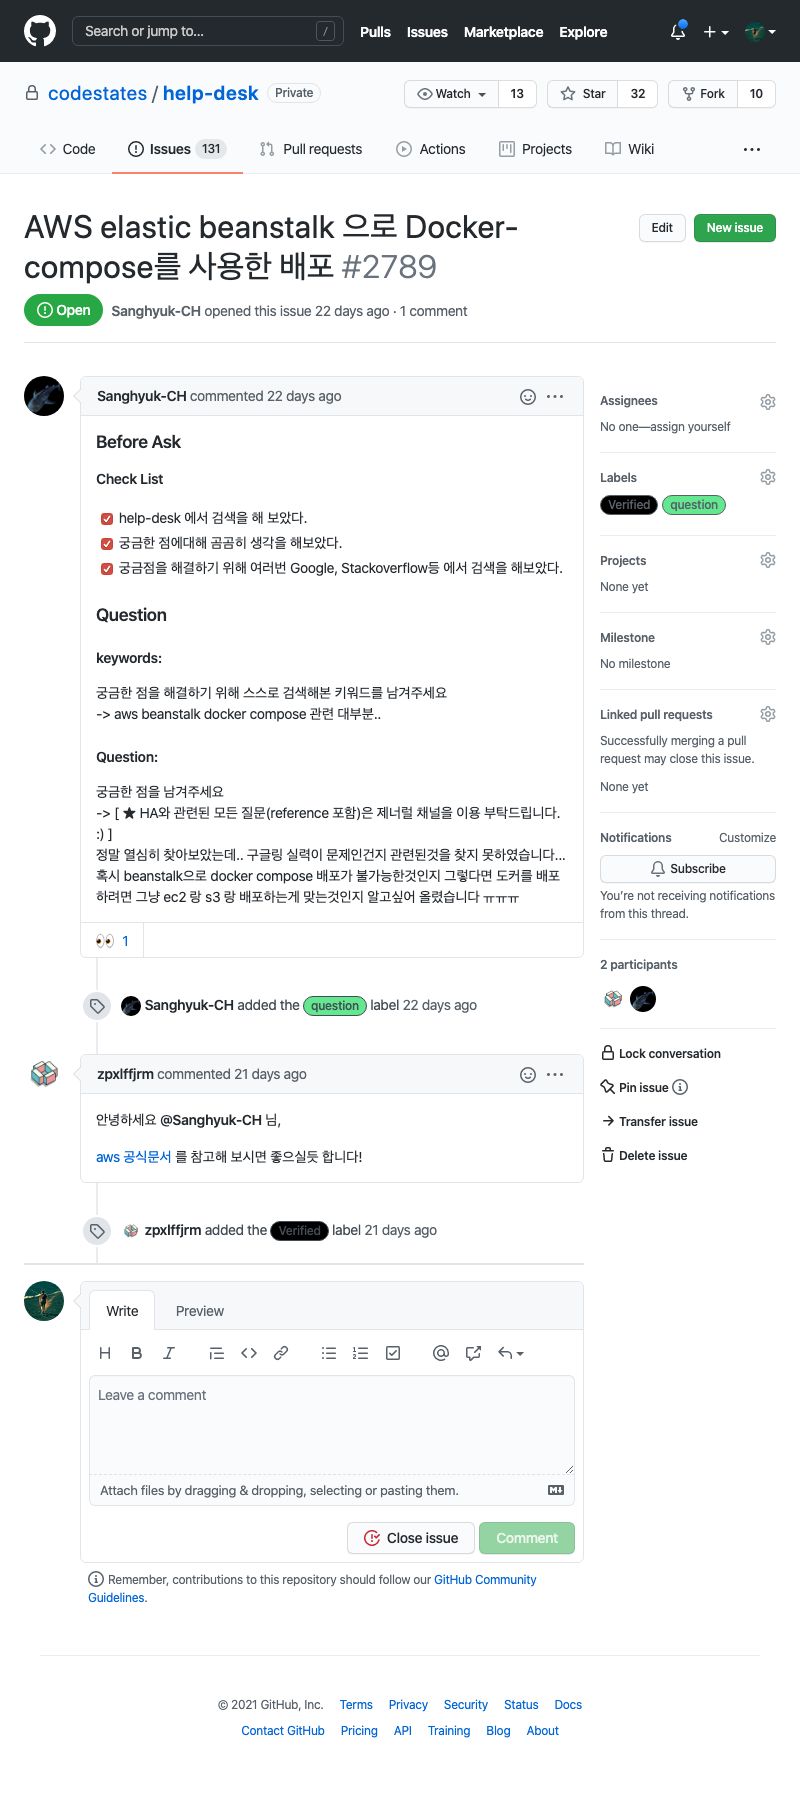 Search or jump to... /
Pulls Issues Marketplace Explore
codestates / help-desk Private
Watch 13 Star 32 Fork 10
Code Issues 131 Pull requests Actions Projects Wiki ...
AWS elastic beanstalk 으로 Docker-
compose를 사용한 배포 #2789
Edit New issue
Open Sanghyuk-CH opened this issue 22 days ago · 1 comment
Sanghyuk-CH commented 22 days ago
Before Ask
Check List
help-desk 에서 검색을 해 보았다.
궁금한 점에대해 곰곰히 생각을 해보았다.
궁금점을 해결하기 위해 여러번 Google, Stackoverflow등 에서 검색을 해보았다.
Question
keywords:
궁금한 점을 해결하기 위해 스스로 검색해본 키워드를 남겨주세요
-> aws beanstalk docker compose 관련 대부분..
Question:
궁금한 점을 남겨주세요
-> [ ★ HA와 관련된 모든 질문(reference 포함)은 제너럴 채널을 이용 부탁드립니다.
:) ]
정말 열심히 찾아보았는데.. 구글링 실력이 문제인건지 관련된것을 찾지 못하였습니다...
혹시 beanstalk으로 docker compose 배포가 불가능한것인지 그렇다면 도커를 배포
하려면 그냥 ec2 랑 s3 랑 배포하는게 맞는것인지 알고싶어 올렸습니다 ㅠㅠㅠ
👀 1
Sanghyuk-CH added the question label 22 days ago
zpxlffjrm commented 21 days ago
안녕하세요 @Sanghyuk-CH 님,
aws 공식문서 를 참고해 보시면 좋으실듯 합니다!
zpxlffjrm added the Verified label 21 days ago
Write Preview
Leave a comment
Attach files by dragging & dropping, selecting or pasting them.
Close issue Comment
Remember, contributions to this repository should follow our GitHub Community
Guidelines.
Assignees
No one—assign yourself
Labels
Verified question
Projects
None yet
Milestone
No milestone
Linked pull requests
Successfully merging a pull
request may close this issue.
None yet
Notifications Customize
Subscribe
You're not receiving notifications
from this thread.
2 participants
Lock conversation
Pin issue
Transfer issue
Delete issue
© 2021 GitHub, Inc. Terms Privacy Security Status Docs
Contact GitHub Pricing API Training Blog About